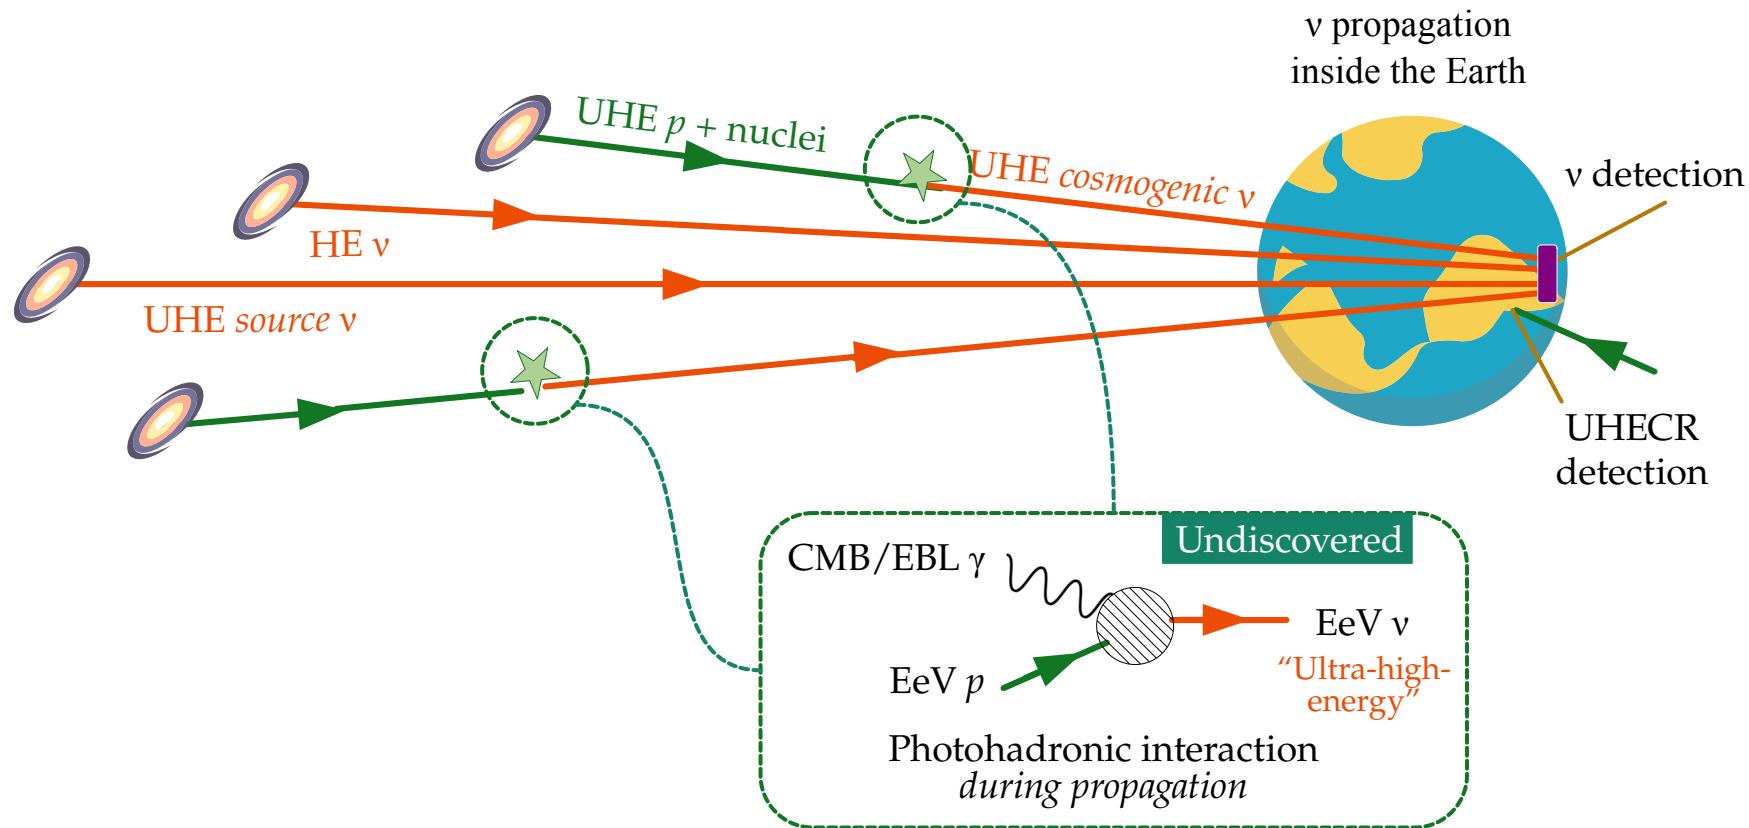 ν propagation
inside the Earth
UHE p + nuclei
UHE cosmogenic ν
ν detection
HE ν
UHE source ν
UHECR
detection
Undiscovered
CMB/EBL γ
EeV ν
“Ultra-high-
energy”
EeV p
Photohadronic interaction
during propagation